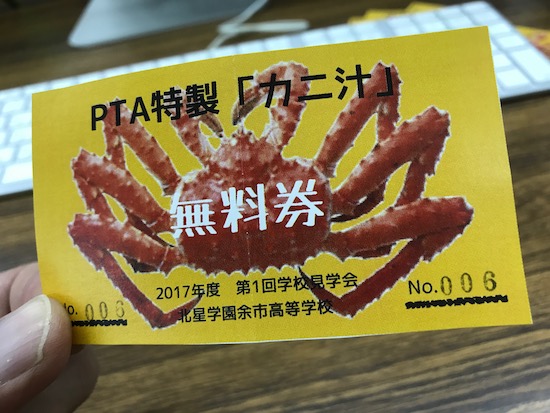 PTA特製「カニ汁」
無料券
2017年度 第1回学校見学会
北星学園余市高等学校
No. 006
No. 006